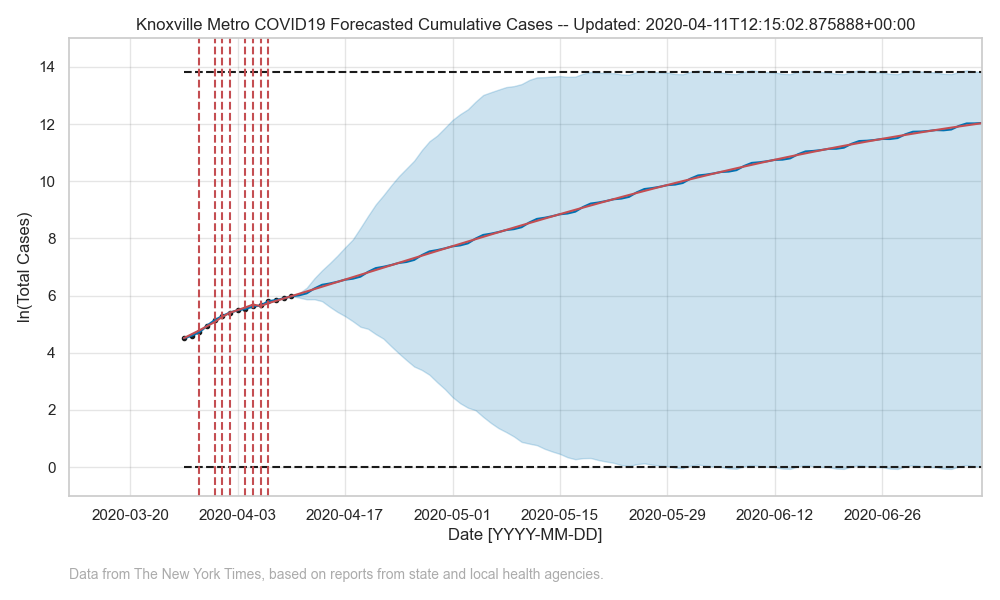 Knoxville Metro COVID19 Forecasted Cumulative Cases -- Updated: 2020-04-11T12:15:02.875888+00:00
14
12
10
8
6
4
2
0
ln(Total Cases)
2020-03-20 2020-04-03 2020-04-17 2020-05-01 2020-05-15 2020-05-29 2020-06-12 2020-06-26
Date [YYYY-MM-DD]
Data from The New York Times, based on reports from state and local health agencies.